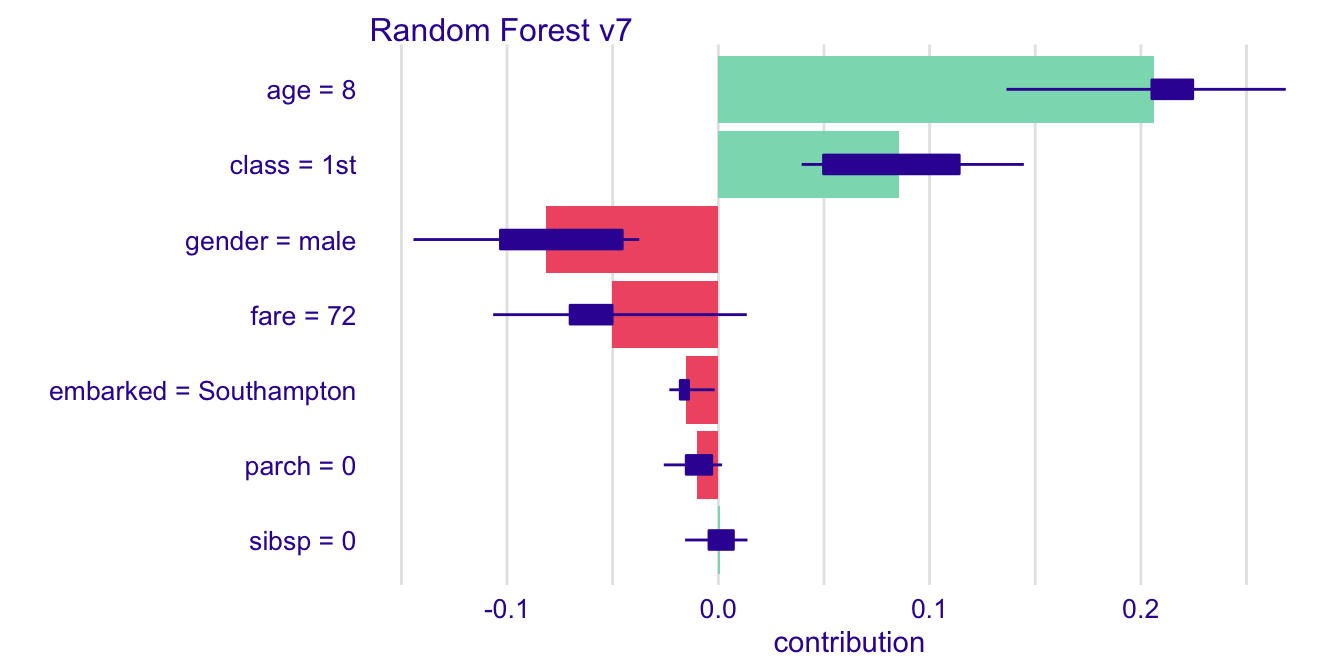 Random Forest v7
age = 8
class = 1st
gender = male
fare = 72
embarked = Southampton
parch = 0
sibsp = 0
-0.1 0.0 0.1 0.2
contribution